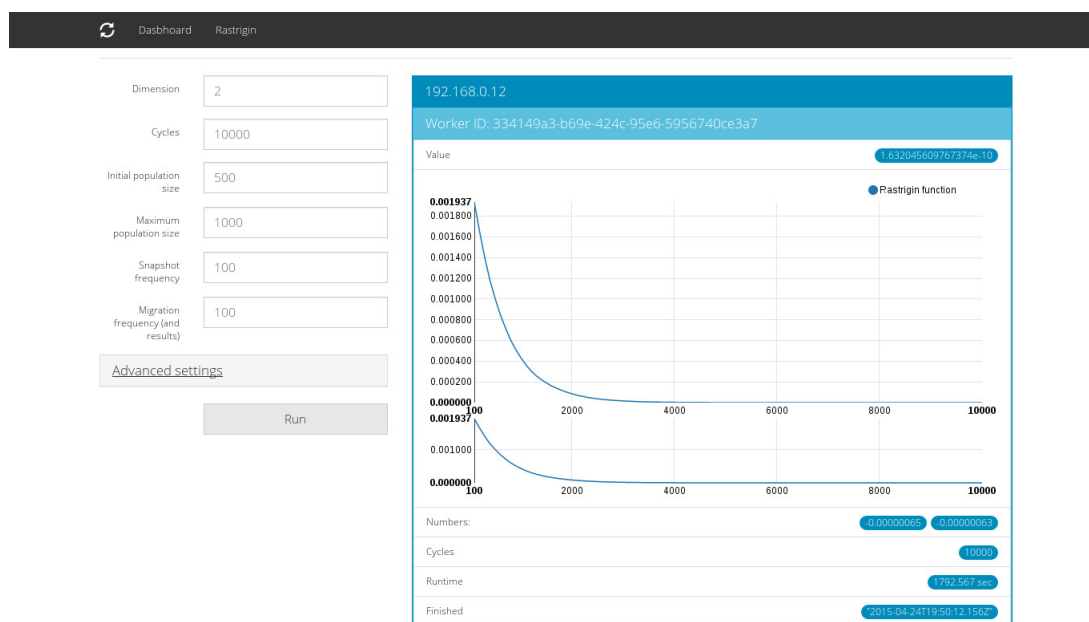 Dasbhoard Rastrigin
Dimension 2
Cycles 10000
Initial population
size
500
Maximum
population size
1000
Snapshot
frequency
100
Migration
frequency (and
results)
100
Advanced settings
Run
192.168.0.12
Worker ID: 334149a3-b69e-424c-95e6-5956740ce3a7
Value 1.632045609767374e-10
Rastrigin function
0.001937
0.001800
0.001600
0.001400
0.001200
0.001000
0.000800
0.000600
0.000400
0.000200
0.000000
100 2000 4000 6000 8000 10000
0.001937
0.001000
0.000000
100 2000 4000 6000 8000 10000
Numbers: -0.00000065 -0.00000063
Cycles 10000
Runtime 1792.567 sec
Finished "2015-04-24T19:50:12.156Z"